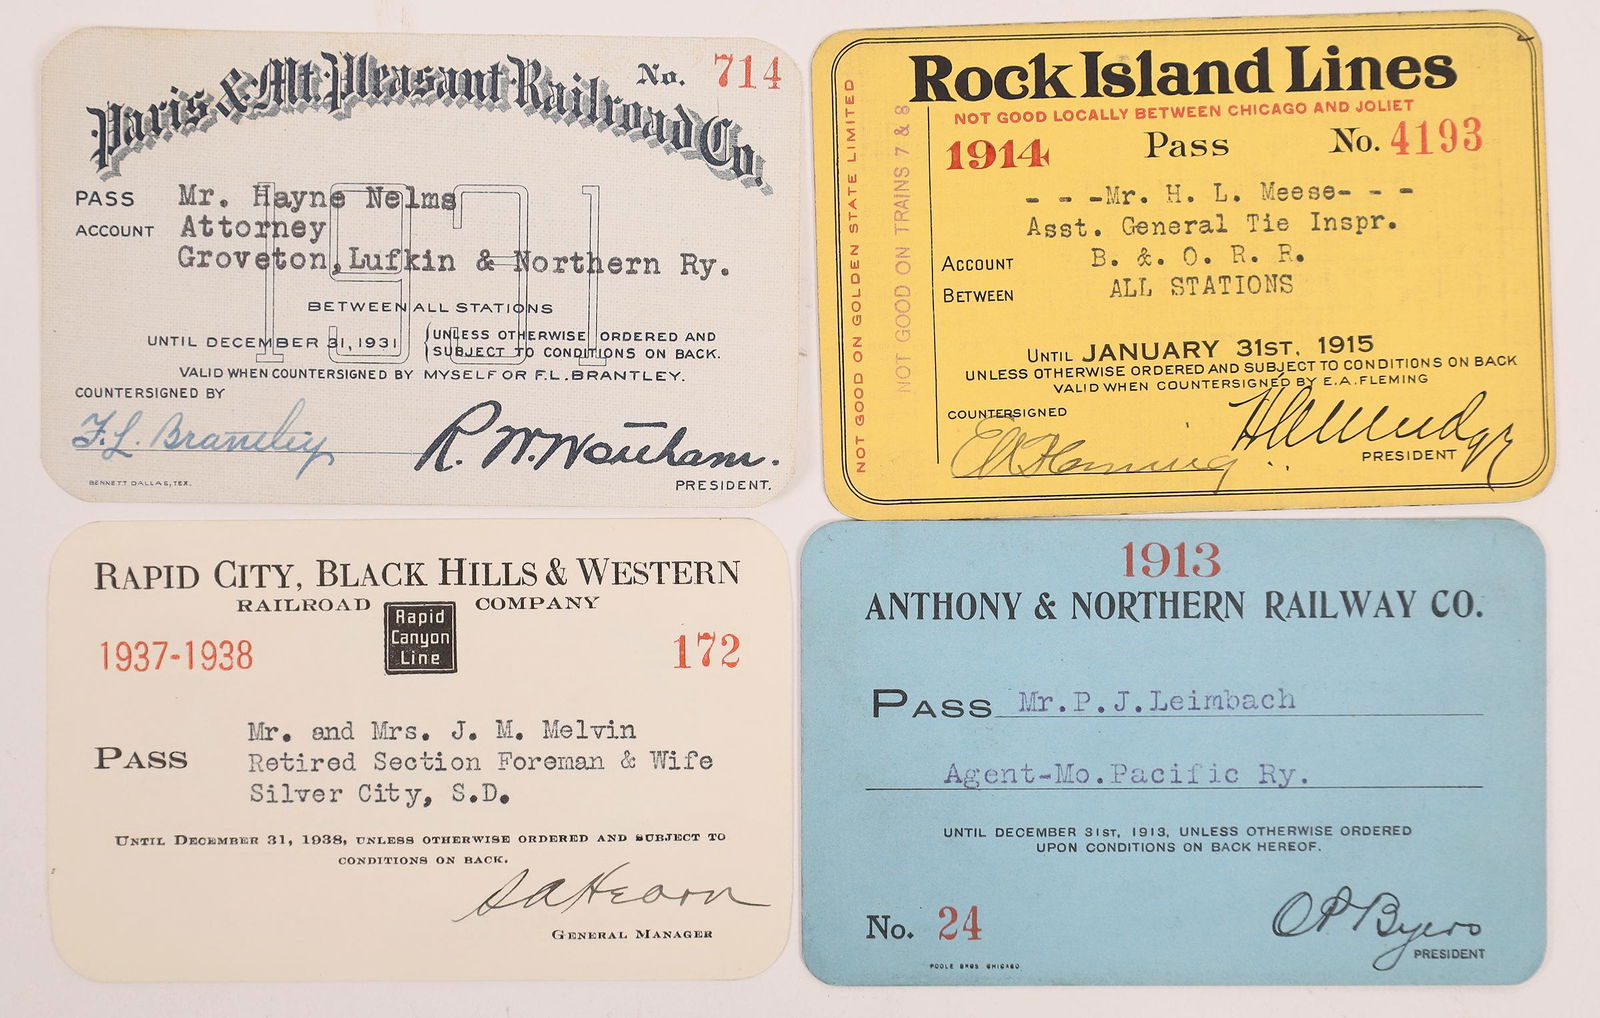 Paris & Mt. Pleasant Railroad Co.
No. 714
1931
PASS Mr. Hayne Nelms
ACCOUNT Attorney
Groveton, Lufkin & Northern Ry.
BETWEEN ALL STATIONS
UNTIL DECEMBER 31, 1931 (UNLESS OTHERWISE ORDERED AND
SUBJECT TO CONDITIONS ON BACK.
VALID WHEN COUNTERSIGNED BY MYSELF OR F.L. BRANTLEY.
COUNTERSIGNED BY
F. L. Brantley
R. W. Wortham.
PRESIDENT.
BENNETT DALLAS, TEX.
Rock Island Lines
NOT GOOD LOCALLY BETWEEN CHICAGO AND JOLIET
1914 Pass No. 4193
- - -Mr. H. L. Meese- - -
Asst. General Tie Inspr.
ACCOUNT B. &. O. R. R.
BETWEEN ALL STATIONS
UNTIL JANUARY 31ST, 1915
UNLESS OTHERWISE ORDERED AND SUBJECT TO CONDITIONS ON BACK
VALID WHEN COUNTERSIGNED BY E.A. FLEMING
COUNTERSIGNED
EA Fleming
H U Mudge
PRESIDENT
NOT GOOD ON GOLDEN STATE LIMITED
NOT GOOD ON TRAINS 7 & 8
RAPID CITY, BLACK HILLS & WESTERN
RAILROAD COMPANY
Rapid
Canyon
Line
1937-1938 172
PASS Mr. and Mrs. J. M. Melvin
Retired Section Foreman & Wife
Silver City, S.D.
UNTIL DECEMBER 31, 1938, UNLESS OTHERWISE ORDERED AND SUBJECT TO
CONDITIONS ON BACK.
S A Hearn
GENERAL MANAGER
1913
ANTHONY & NORTHERN RAILWAY CO.
PASS Mr. P. J. Leimbach
Agent-Mo. Pacific Ry.
UNTIL DECEMBER 31ST, 1913, UNLESS OTHERWISE ORDERED
UPON CONDITIONS ON BACK HEREOF.
No. 24
OP Byers
PRESIDENT
POOLE BROS CHICAGO